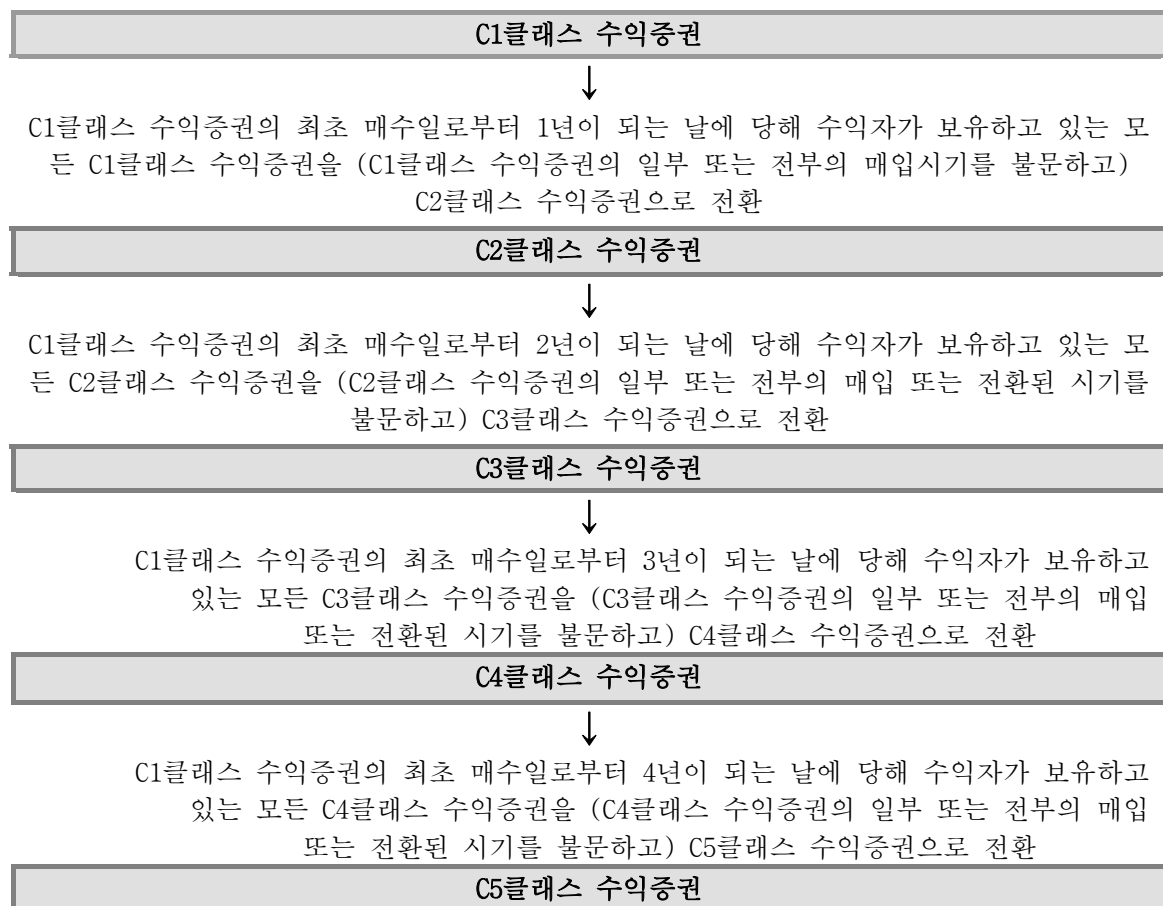 C1클래스 수익증권
↓
C1클래스 수익증권의 최초 매수일로부터 1년이 되는 날에 당해 수익자가 보유하고 있는 모
든 C1클래스 수익증권을 (C1클래스 수익증권의 일부 또는 전부의 매입시기를 불문하고)
C2클래스 수익증권으로 전환
C2클래스 수익증권
↓
C1클래스 수익증권의 최초 매수일로부터 2년이 되는 날에 당해 수익자가 보유하고 있는 모
든 C2클래스 수익증권을 (C2클래스 수익증권의 일부 또는 전부의 매입 또는 전환된 시기를
불문하고) C3클래스 수익증권으로 전환
C3클래스 수익증권
↓
C1클래스 수익증권의 최초 매수일로부터 3년이 되는 날에 당해 수익자가 보유하고
있는 모든 C3클래스 수익증권을 (C3클래스 수익증권의 일부 또는 전부의 매입
또는 전환된 시기를 불문하고) C4클래스 수익증권으로 전환
C4클래스 수익증권
↓
C1클래스 수익증권의 최초 매수일로부터 4년이 되는 날에 당해 수익자가 보유하고
있는 모든 C4클래스 수익증권을 (C4클래스 수익증권의 일부 또는 전부의 매입
또는 전환된 시기를 불문하고) C5클래스 수익증권으로 전환
C5클래스 수익증권